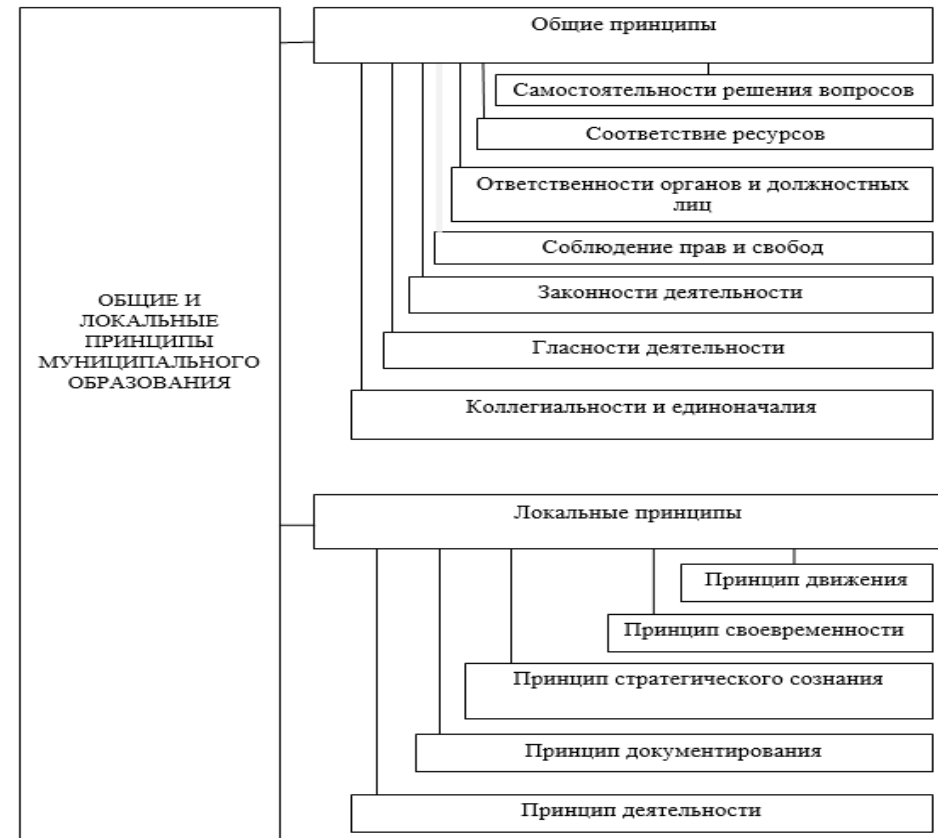 ОБЩИЕ И
ЛОКАЛЬНЫЕ
ПРИНЦИПЫ
МУНИЦИПАЛЬНОГО
ОБРАЗОВАНИЯ
Общие принципы
Самостоятельности решения вопросов
Соответствие ресурсов
Ответственности органов и должностных
лиц
Соблюдение прав и свобод
Законности деятельности
Гласности деятельности
Коллегиальности и единоначалия
Локальные принципы
Принцип движения
Принцип своевременности
Принцип стратегического сознания
Принцип документирования
Принцип деятельности